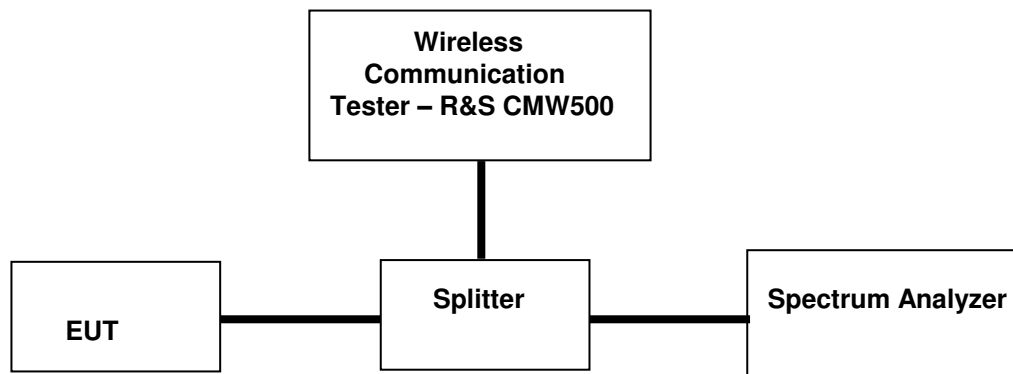 Wireless
Communication
Tester – R&S CMW500
Splitter
Spectrum Analyzer
EUT